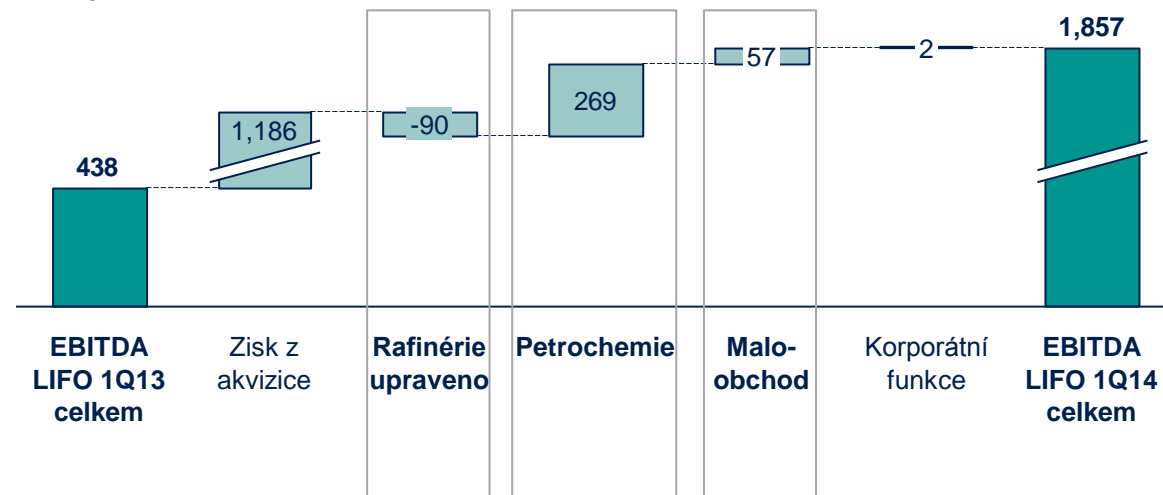 1,857
57
2
269
1,186
-90
438
EBITDA
LIFO 1Q13
celkem
Zisk z
akvizice
Rafinérie
upraveno
Petrochemie
Malo-
obchod
Korporátní
funkce
EBITDA
LIFO 1Q14
celkem